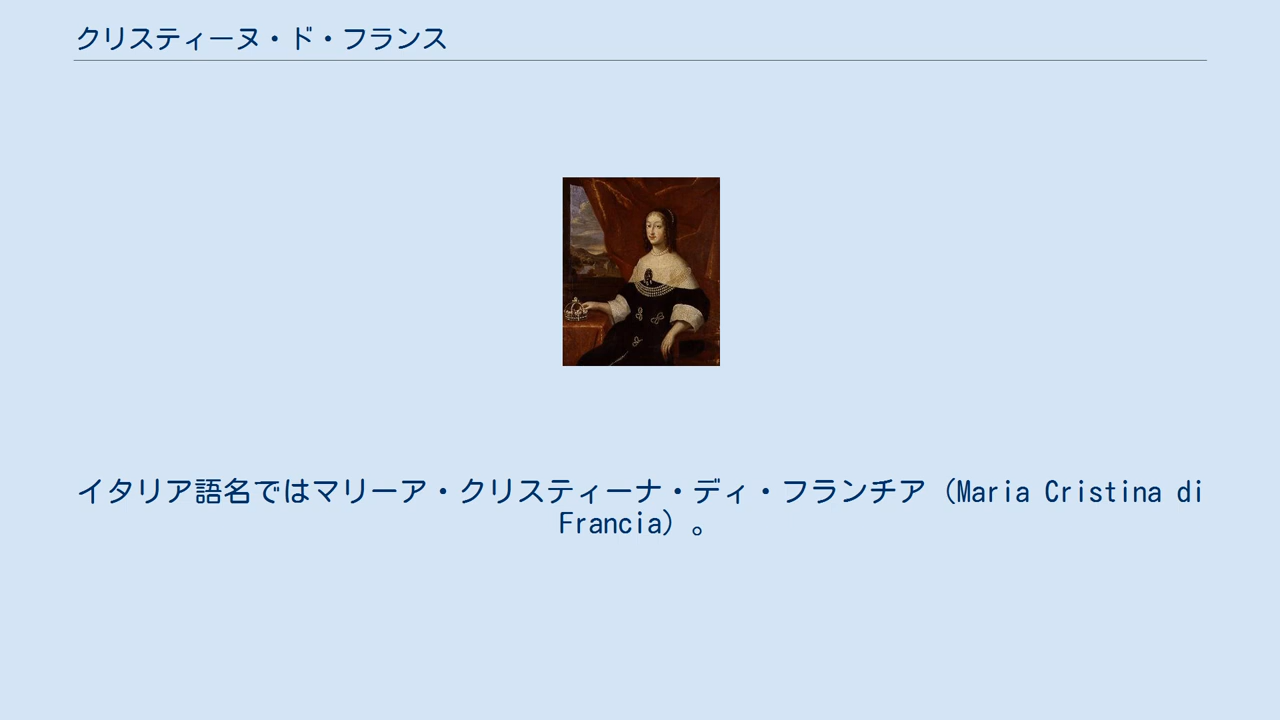 クリスティーヌ・ド・フランス
イタリア語名ではマリーア・クリスティーナ・ディ・フランチア（Maria Cristina di
Francia）。